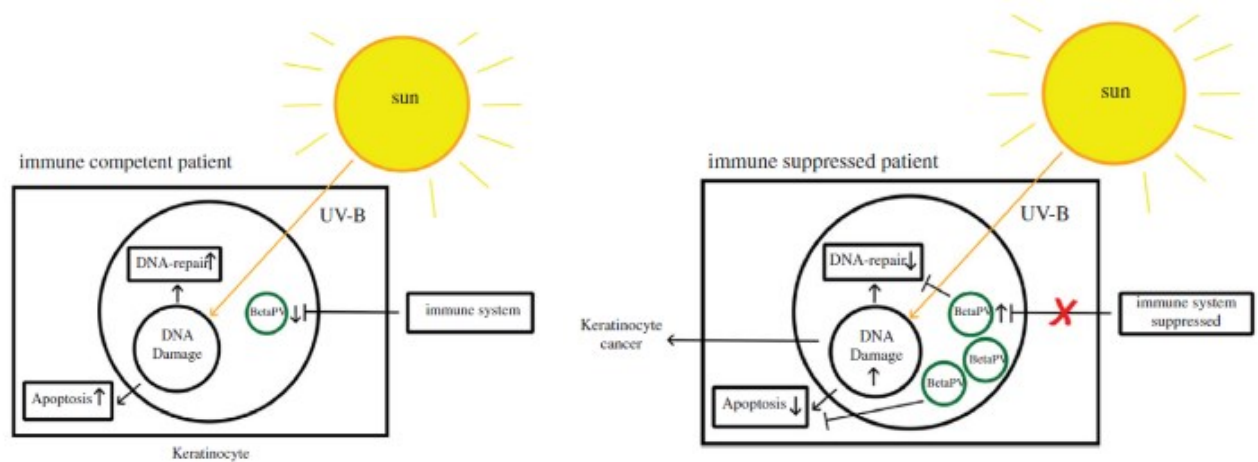 sun
immune competent patient
UV-B
DNA-repair↑
BetaPV ↓
immune system
DNA
Damage
Apoptosis ↑
Keratinocyte
sun
immune suppressed patient
UV-B
DNA-repair ↓
BetaPV ↑
immune system
suppressed
Keratinocyte
cancer
DNA
Damage
↑
BetaPV
BetaPV
Apoptosis ↓